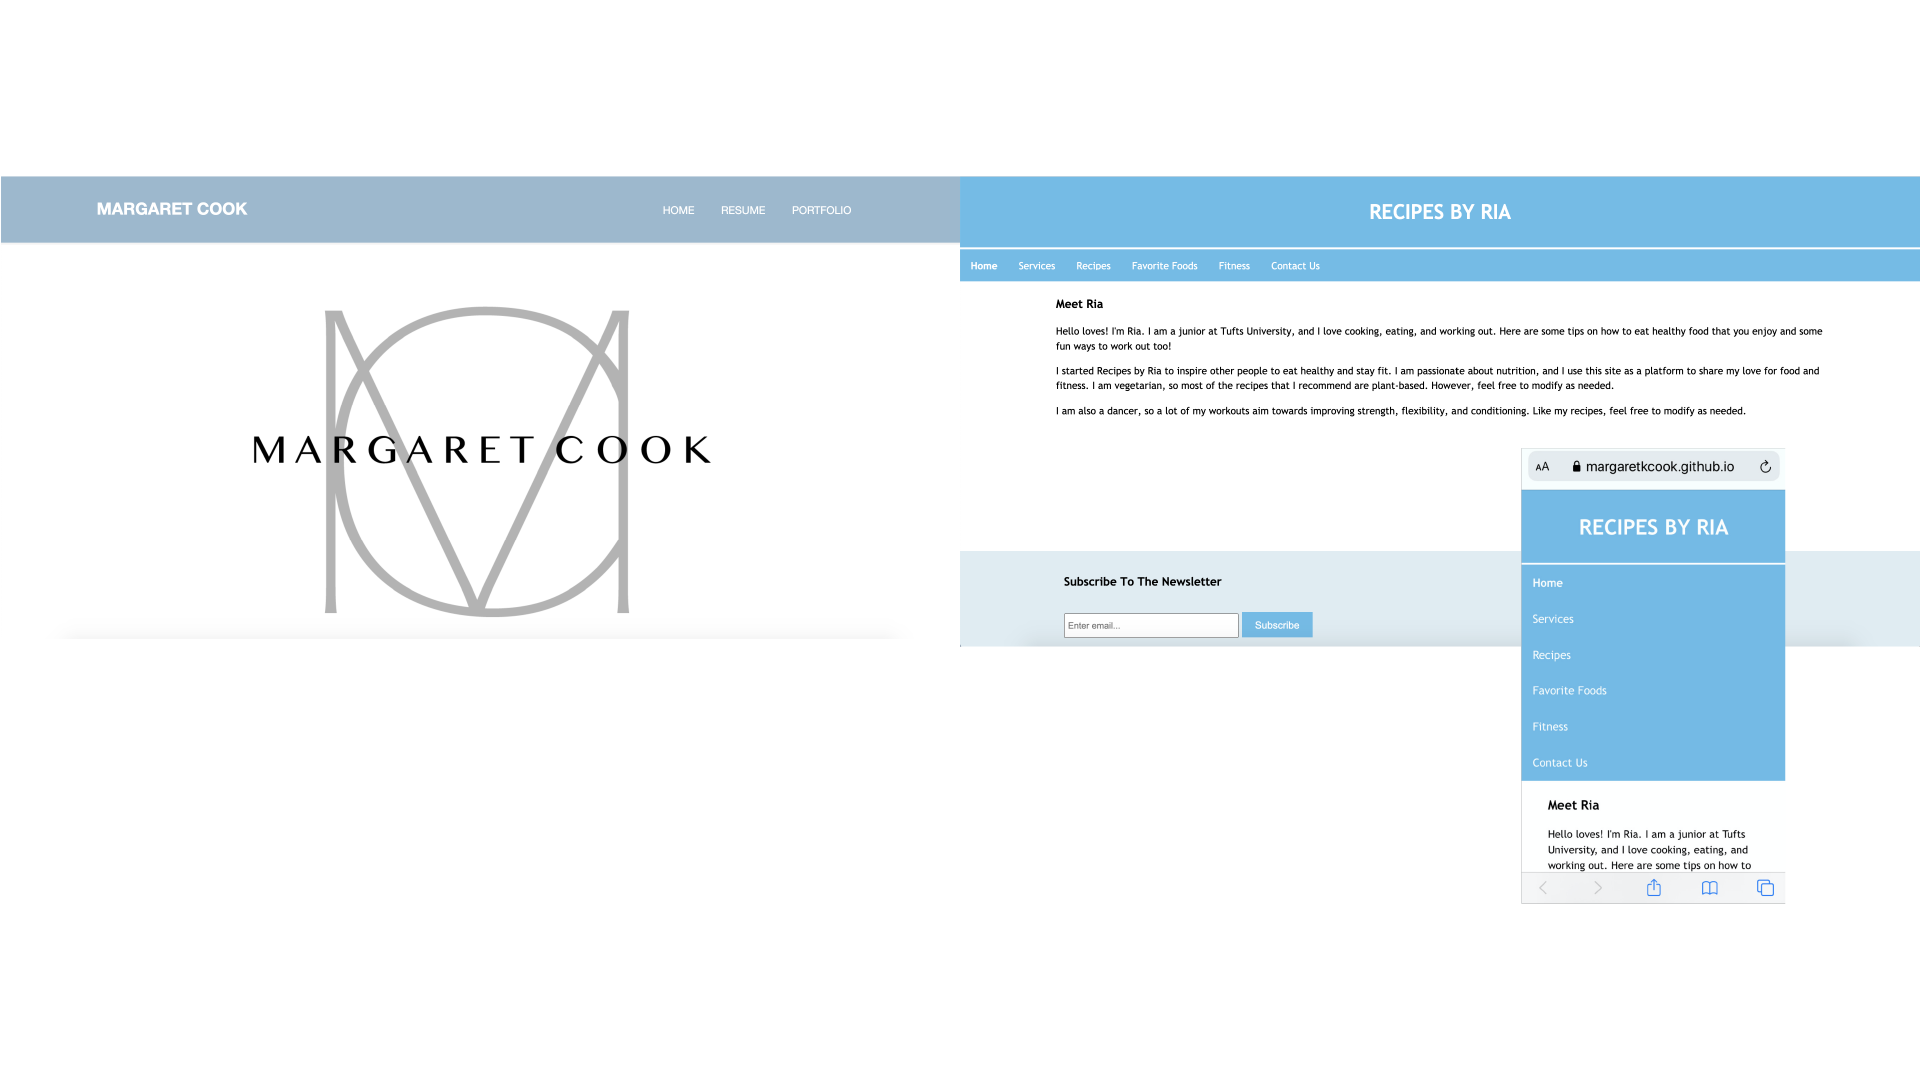 MARGARET COOK
HOME RESUME PORTFOLIO
MARGARET COOK
RECIPES BY RIA
Home Services Recipes Favorite Foods Fitness Contact Us
Meet Ria
Hello loves! I'm Ria. I am a junior at Tufts University, and I love cooking, eating, and working out. Here are some tips on how to eat healthy food that you enjoy and some
fun ways to work out too!
I started Recipes by Ria to inspire other people to eat healthy and stay fit. I am passionate about nutrition, and I use this site as a platform to share my love for food and
fitness. I am vegetarian, so most of the recipes that I recommend are plant-based. However, feel free to modify as needed.
I am also a dancer, so a lot of my workouts aim towards improving strength, flexibility, and conditioning. Like my recipes, feel free to modify as needed.
Subscribe To The Newsletter
Enter email... Subscribe
AA margaretkcook.github.io
RECIPES BY RIA
Home
Services
Recipes
Favorite Foods
Fitness
Contact Us
Meet Ria
Hello loves! I'm Ria. I am a junior at Tufts
University, and I love cooking, eating, and
working out. Here are some tips on how to